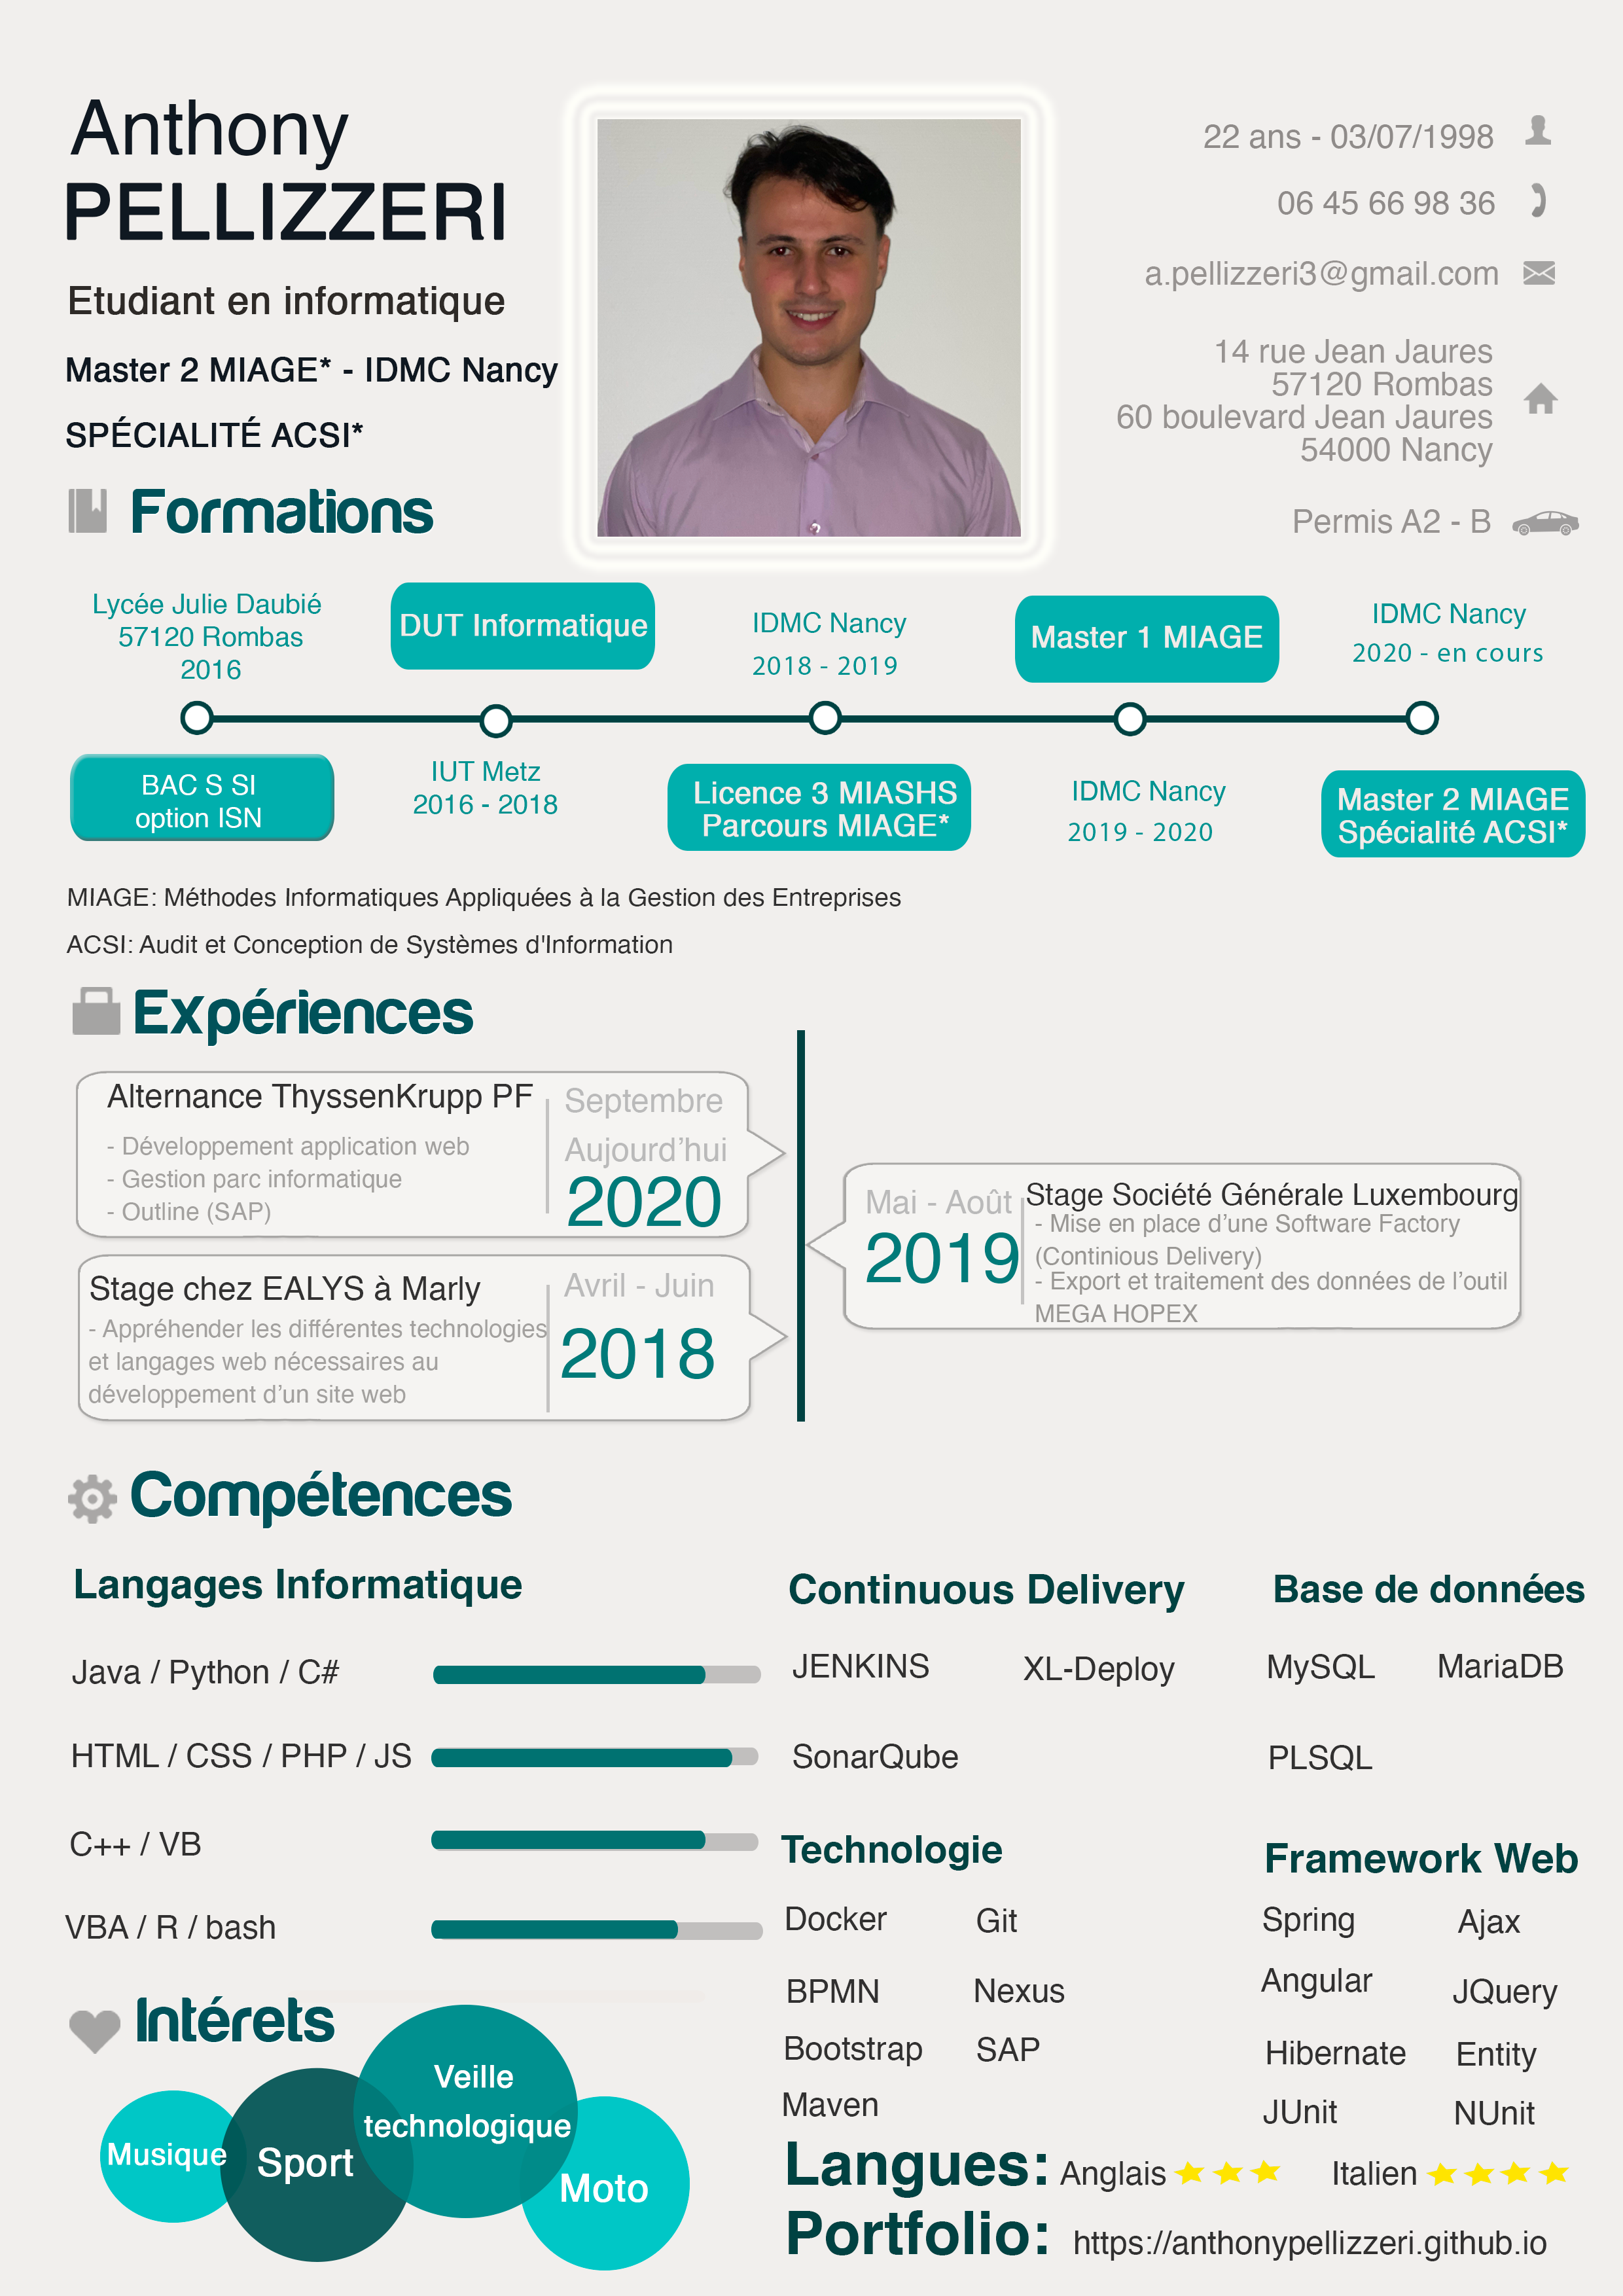 Anthony
PELLIZZERI
Etudiant en informatique
Master 2 MIAGE* - IDMC Nancy
SPÉCIALITÉ ACSI*
22 ans - 03/07/1998
06 45 66 98 36
a.pellizzeri3@gmail.com
14 rue Jean Jaures
57120 Rombas
60 boulevard Jean Jaures
54000 Nancy
Permis A2 - B
Formations
Lycée Julie Daubié
57120 Rombas
2016
BAC S SI
option ISN
DUT Informatique
IUT Metz
2016 - 2018
IDMC Nancy
2018 - 2019
Licence 3 MIASHS
Parcours MIAGE*
Master 1 MIAGE
IDMC Nancy
2019 - 2020
IDMC Nancy
2020 - en cours
Master 2 MIAGE
Spécialité ACSI*
MIAGE: Méthodes Informatiques Appliquées à la Gestion des Entreprises
ACSI: Audit et Conception de Systèmes d'Information
Expériences
Alternance ThyssenKrupp PF
- Développement application web
- Gestion parc informatique
- Outline (SAP)
Septembre
Aujourd’hui
2020
Mai - Août
2019
Stage Société Générale Luxembourg
- Mise en place d’une Software Factory
(Continious Delivery)
- Export et traitement des données de l’outil
MEGA HOPEX
Stage chez EALYS à Marly
- Appréhender les différentes technologies
et langages web nécessaires au
développement d’un site web
Avril - Juin
2018
Compétences
Langages Informatique
Java / Python / C#
HTML / CSS / PHP / JS
C++ / VB
VBA / R / bash
Continuous Delivery
JENKINS XL-Deploy
SonarQube
Base de données
MySQL MariaDB
PLSQL
Technologie
Docker Git
BPMN Nexus
Bootstrap SAP
Maven
Framework Web
Spring Ajax
Angular JQuery
Hibernate Entity
JUnit NUnit
Intérets
Musique
Sport
Veille
technologique
Moto
Langues: Anglais Italien
Portfolio: https://anthonypellizzeri.github.io